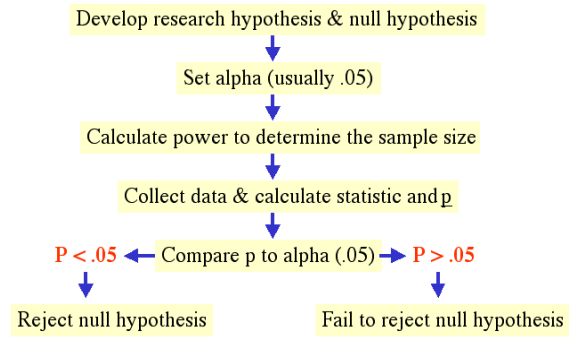 Develop research hypothesis & null hypothesis
Set alpha (usually .05)
Calculate power to determine the sample size
Collect data & calculate statistic and p
P < .05
Compare p to alpha (.05)
P > .05
Reject null hypothesis
Fail to reject null hypothesis